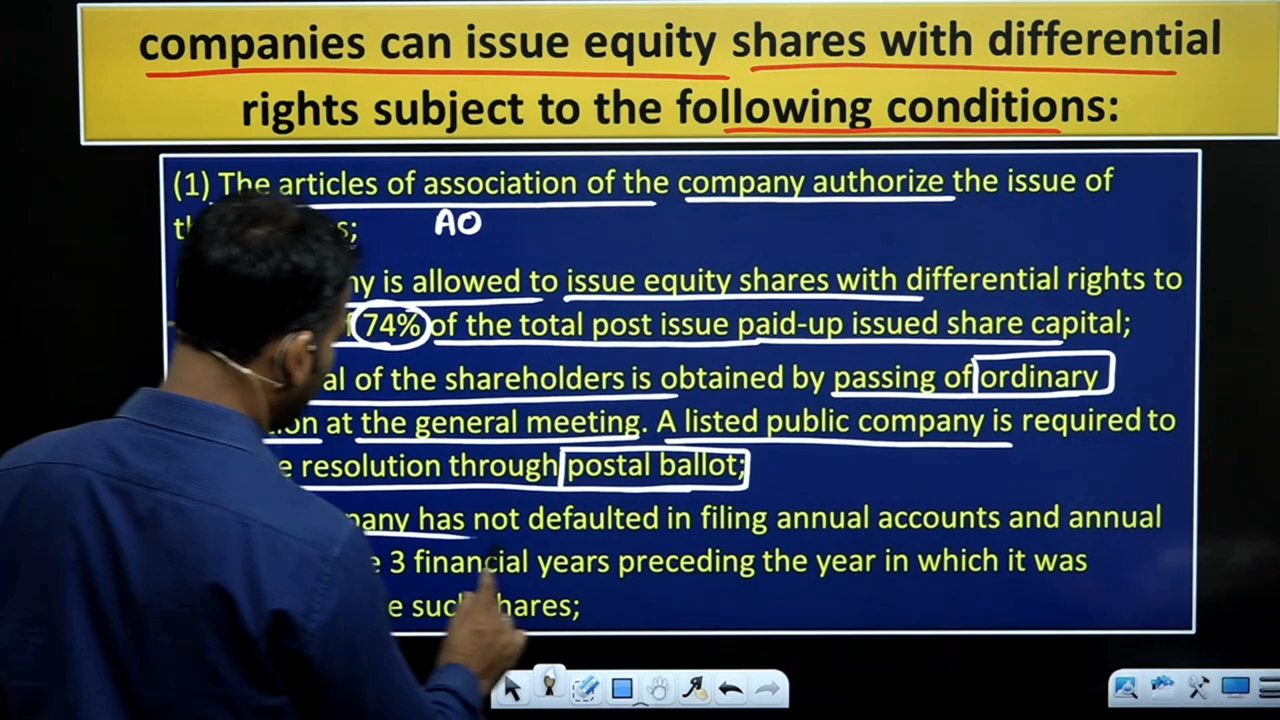 companies can issue equity shares with differential
rights subject to the following conditions:
(1) The articles of association of the company authorize the issue of
AO
is allowed to issue equity shares with differential rights to
74% of the total post issue paid-up issued share capital;
of the shareholders is obtained by passing of ordinary
at the general meeting. A listed public company is required to
resolution through postal ballot;
has not defaulted in filing annual accounts and annual
3 financial years preceding the year in which it was
such shares;